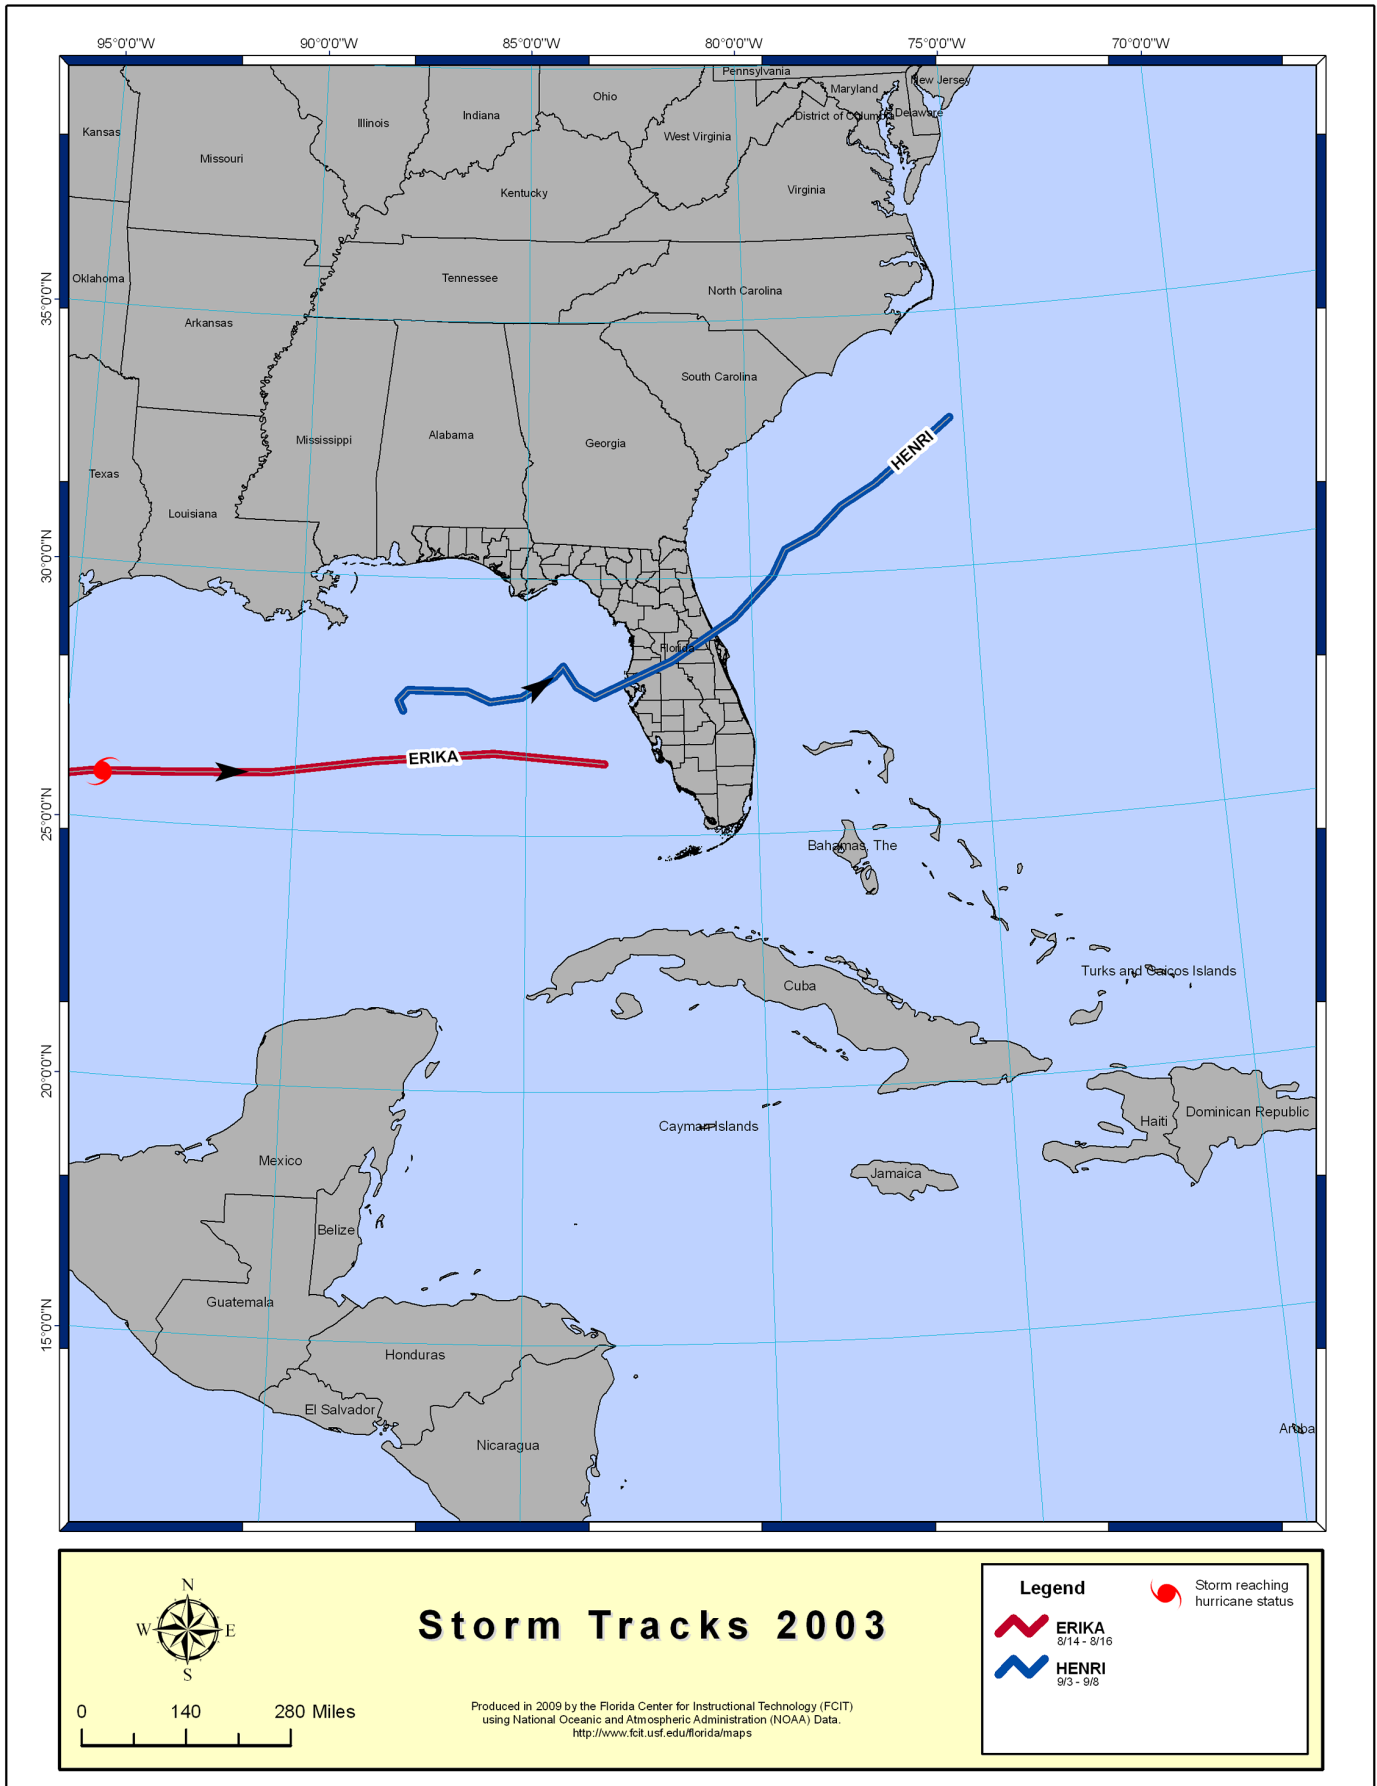 95°0'0"W 90°0'0"W 85°0'0"W 80°0'0"W 75°0'0"W 70°0'0"W
Pennsylvania
New Jersey
Maryland
Ohio
Delaware
District of Columbia
Indiana
Illinois
Kansas
West Virginia
Missouri
Virginia
Kentucky
Oklahoma
Tennessee
North Carolina
35°0'0"N
Arkansas
South Carolina
Alabama
Mississippi
Georgia
HENRI
Texas
Louisiana
30°0'0"N
Florida
ERIKA
25°0'0"N
Bahamas, The
Turks and Caicos Islands
Cuba
20°0'0"N
Dominican Republic
Haiti
Cayman Islands
Mexico
Jamaica
Belize
Guatemala
15°0'0"N
Honduras
El Salvador
Aruba
Nicaragua
N
W E
S
0 140 280 Miles
Storm Tracks 2003
Produced in 2009 by the Florida Center for Instructional Technology (FCIT)
using National Oceanic and Atmospheric Administration (NOAA) Data.
http://www.fcit.usf.edu/florida/maps
Legend
ERIKA
8/14 - 8/16
HENRI
9/3 - 9/8
Storm reaching
hurricane status